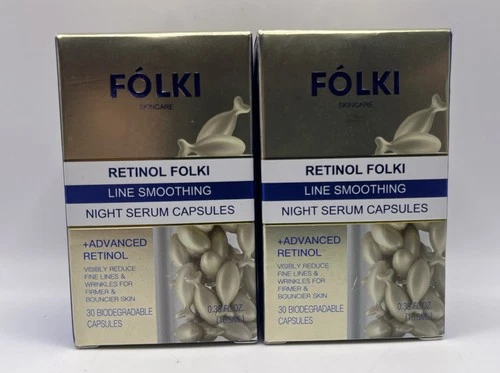 FÓLKI
SKINCARE
RETINOL FOLKI
LINE SMOOTHING
NIGHT SERUM CAPSULES
+ADVANCED
RETINOL
VISIBLY REDUCE
FINE LINES &
WRINKLES FOR
FIRMER &
BOUNCIER SKIN
30 BIODEGRADABLE
CAPSULES
FÓLKI
SKINCARE
RETINOL FOLKI
LINE SMOOTHING
NIGHT SERUM CAPSULES
+ADVANCED
RETINOL
VISIBLY REDUCE
FINE LINES &
WRINKLES FOR
FIRMER &
BOUNCIER SKIN
30 BIODEGRADABLE
CAPSULES